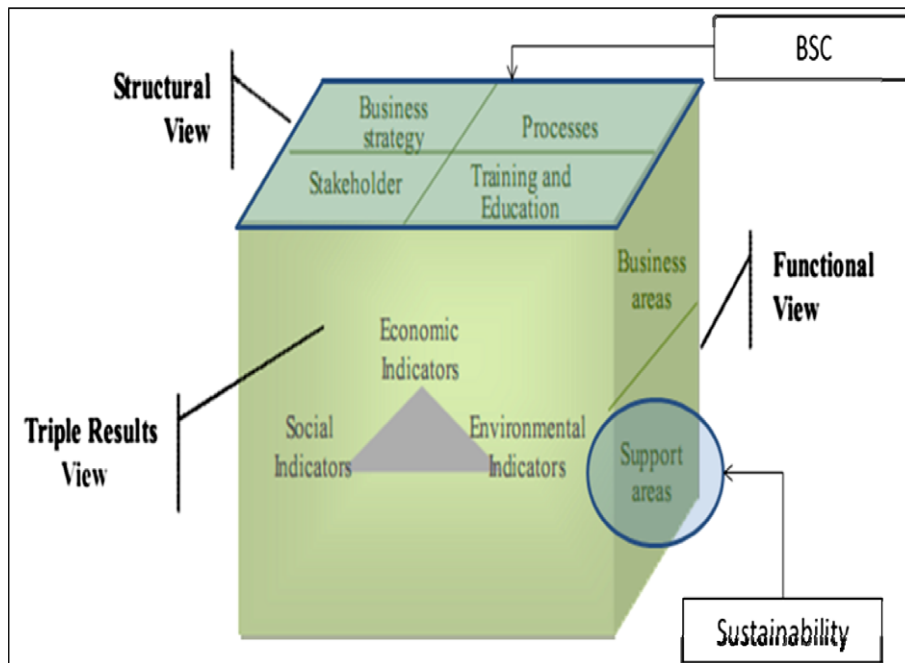 BSC
Structural
View
Business
strategy
Processes
Stakeholder
Training and
Education
Business
areas
Functional
View
Economic
Indicators
Social
Indicators
Environmental
Indicators
Triple Results
View
Support
areas
Sustainability